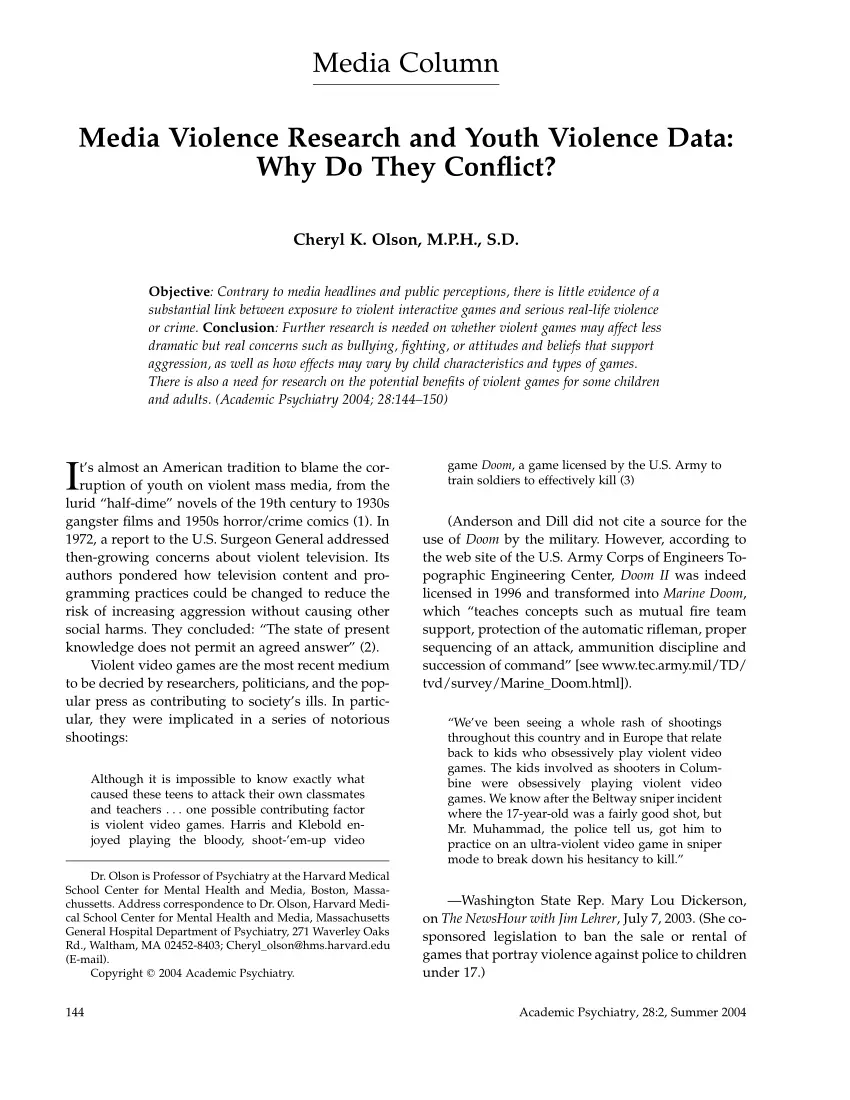 Media Column
Media Violence Research and Youth Violence Data:
Why Do They Conflict?
Cheryl K. Olson, M.P.H., S.D.
Objective: Contrary to media headlines and public perceptions, there is little evidence of a
substantial link between exposure to violent interactive games and serious real-life violence
or crime. Conclusion: Further research is needed on whether violent games may affect less
dramatic but real concerns such as bullying, fighting, or attitudes and beliefs that support
aggression, as well as how effects may vary by child characteristics and types of games.
There is also a need for research on the potential benefits of violent games for some children
and adults. (Academic Psychiatry 2004; 28:144–150)
It's almost an American tradition to blame the cor-
ruption of youth on violent mass media, from the
lurid “half-dime” novels of the 19th century to 1930s
gangster films and 1950s horror/crime comics (1). In
1972, a report to the U.S. Surgeon General addressed
then-growing concerns about violent television. Its
authors pondered how television content and pro-
gramming practices could be changed to reduce the
risk of increasing aggression without causing other
social harms. They concluded: “The state of present
knowledge does not permit an agreed answer” (2).
Violent video games are the most recent medium
to be decried by researchers, politicians, and the pop-
ular press as contributing to society's ills. In partic-
ular, they were implicated in a series of notorious
shootings:
Although it is impossible to know exactly what
caused these teens to attack their own classmates
and teachers . . . one possible contributing factor
is violent video games. Harris and Klebold en-
joyed playing the bloody, shoot-'em-up video
Dr. Olson is Professor of Psychiatry at the Harvard Medical
School Center for Mental Health and Media, Boston, Massa-
chussetts. Address correspondence to Dr. Olson, Harvard Medi-
cal School Center for Mental Health and Media, Massachusetts
General Hospital Department of Psychiatry, 271 Waverley Oaks
Rd., Waltham, MA 02452-8403; Cheryl_olson@hms.harvard.edu
(E-mail).
Copyright © 2004 Academic Psychiatry.
game Doom, a game licensed by the U.S. Army to
train soldiers to effectively kill (3)
(Anderson and Dill did not cite a source for the
use of Doom by the military. However, according to
the web site of the U.S. Army Corps of Engineers To-
pographic Engineering Center, Doom II was indeed
licensed in 1996 and transformed into Marine Doom,
which “teaches concepts such as mutual fire team
support, protection of the automatic rifleman, proper
sequencing of an attack, ammunition discipline and
succession of command” [see www.tec.army.mil/TD/
tvd/survey/Marine_Doom.html]).
“We've been seeing a whole rash of shootings
throughout this country and in Europe that relate
back to kids who obsessively play violent video
games. The kids involved as shooters in Colum-
bine were obsessively playing violent video
games. We know after the Beltway sniper incident
where the 17-year-old was a fairly good shot, but
Mr. Muhammad, the police tell us, got him to
practice on an ultra-violent video game in sniper
mode to break down his hesitancy to kill.”
—Washington State Rep. Mary Lou Dickerson,
on The NewsHour with Jim Lehrer, July 7, 2003. (She co-
sponsored legislation to ban the sale or rental of
games that portray violence against police to children
under 17.)
144
Academic Psychiatry, 28:2, Summer 2004